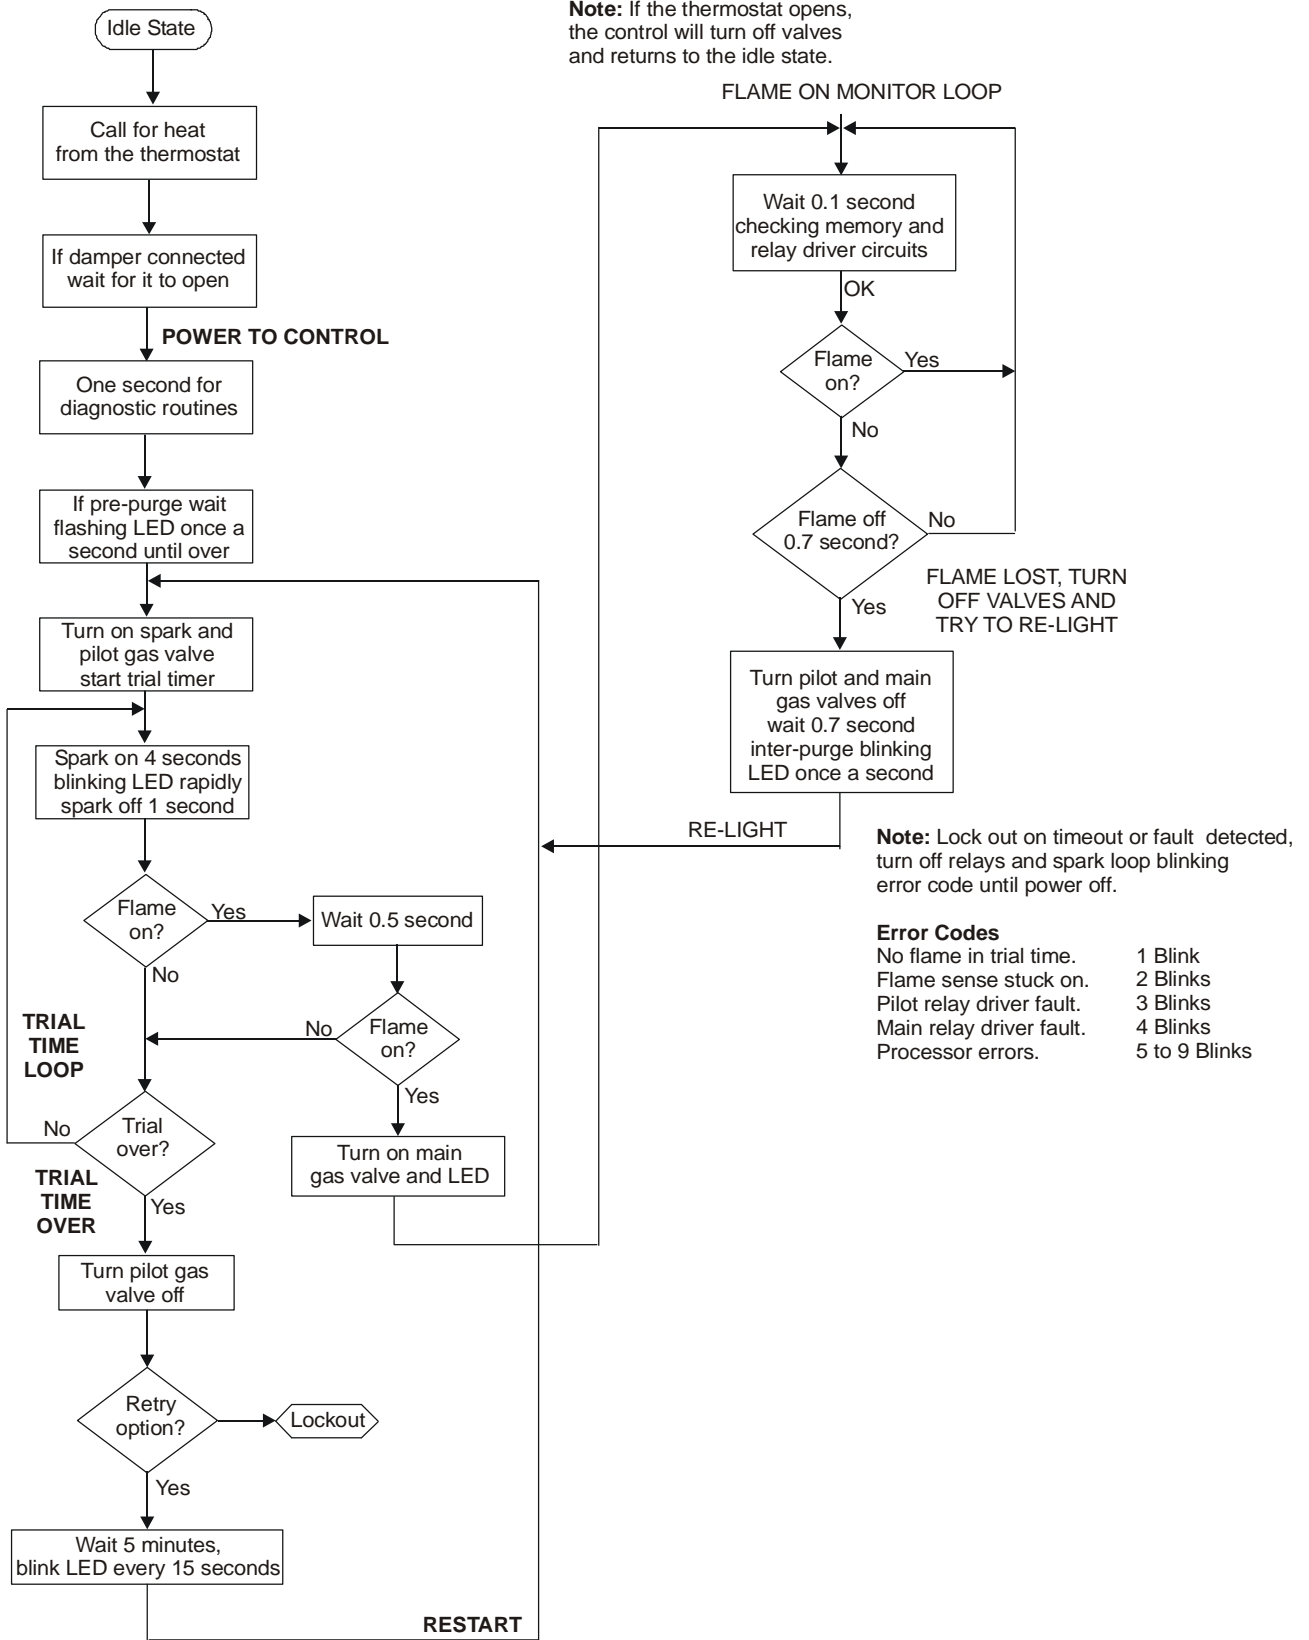 Idle State
Call for heat
from the thermostat
If damper connected
wait for it to open
POWER TO CONTROL
One second for
diagnostic routines
If pre-purge wait
flashing LED once a
second until over
Turn on spark and
pilot gas valve
start trial timer
Spark on 4 seconds
blinking LED rapidly
spark off 1 second
Flame
on?
Yes
No
Wait 0.5 second
Flame
on?
No
Yes
Turn on main
gas valve and LED
TRIAL
TIME
LOOP
Trial
over?
No
Yes
TRIAL
TIME
OVER
Turn pilot gas
valve off
Retry
option?
Lockout
Yes
Wait 5 minutes,
blink LED every 15 seconds
RESTART
Note: If the thermostat opens,
the control will turn off valves
and returns to the idle state.
FLAME ON MONITOR LOOP
Wait 0.1 second
checking memory and
relay driver circuits
OK
Flame
on?
Yes
No
Flame off
0.7 second?
No
Yes
FLAME LOST, TURN
OFF VALVES AND
TRY TO RE-LIGHT
Turn pilot and main
gas valves off
wait 0.7 second
inter-purge blinking
LED once a second
RE-LIGHT
Note: Lock out on timeout or fault detected,
turn off relays and spark loop blinking
error code until power off.
Error Codes
No flame in trial time. 1 Blink
Flame sense stuck on. 2 Blinks
Pilot relay driver fault. 3 Blinks
Main relay driver fault. 4 Blinks
Processor errors. 5 to 9 Blinks